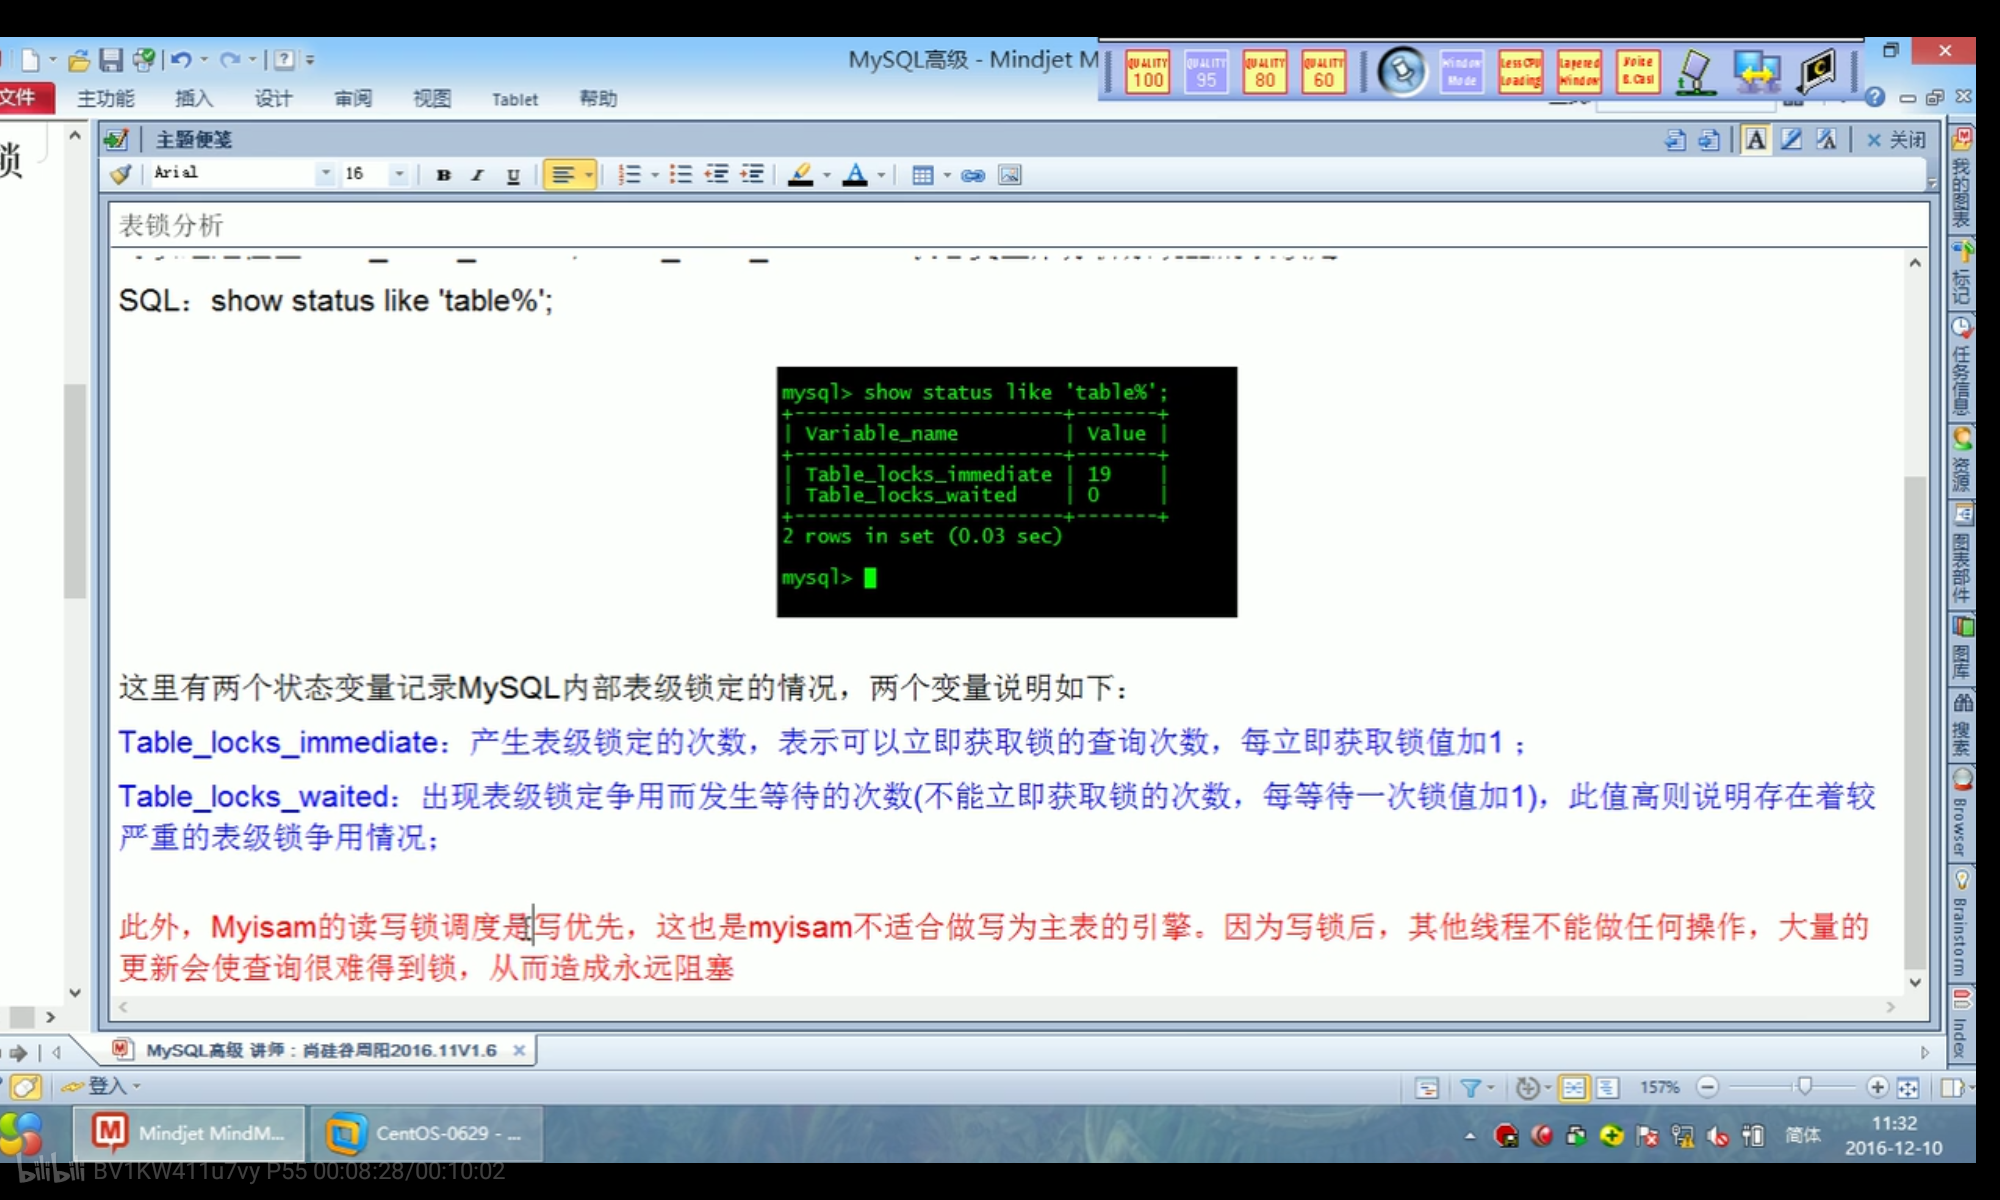 MySQL高级 - Mindjet M
QUALITY 100
QUALITY 95
QUALITY 80
QUALITY 60
Window Mode
Less CPU Loading
Layered Window
文件 主功能 插入 设计 审阅 视图 Tablet 帮助
锁
主题便笺
关闭
Arial 16 B I U
表锁分析
SQL：show status like 'table%';
mysql> show status like 'table%';
+-----------------------+-------+
| Variable_name | Value |
+-----------------------+-------+
| Table_locks_immediate | 19 |
| Table_locks_waited | 0 |
+-----------------------+-------+
2 rows in set (0.03 sec)
mysql>
这里有两个状态变量记录MySQL内部表级锁定的情况，两个变量说明如下：
Table_locks_immediate：产生表级锁定的次数，表示可以立即获取锁的查询次数，每立即获取锁值加1 ；
Table_locks_waited：出现表级锁定争用而发生等待的次数(不能立即获取锁的次数，每等待一次锁值加1)，此值高则说明存在着较
严重的表级锁争用情况；
此外，Myisam的读写锁调度是写优先，这也是myisam不适合做写为主表的引擎。因为写锁后，其他线程不能做任何操作，大量的
更新会使查询很难得到锁，从而造成永远阻塞
我的图表
标记
任务信息
资源
图表部件
图库
搜索
Browser
Brainstorm
Index
MySQL高级 讲师：尚硅谷周阳2016.11V1.6
登入
157%
Mindjet MindM...
CentOS-0629 - ...
简体
11:32
2016-12-10
bilibili BV1KW411u7vy P55 00:08:28/00:10:02